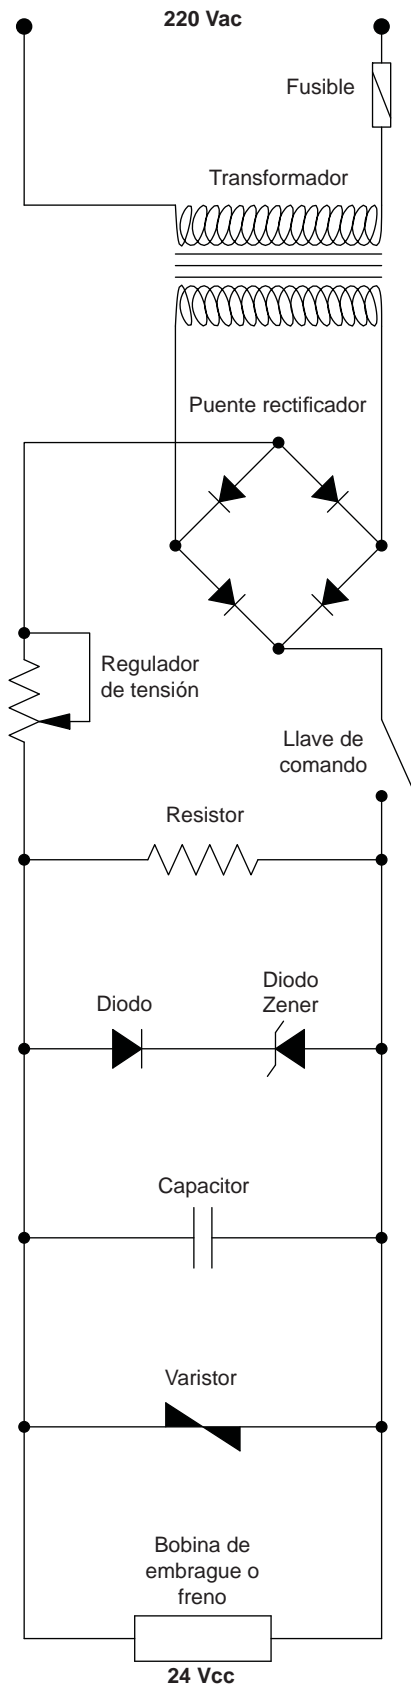 220 Vac
Fusible
Transformador
Puente rectificador
Regulador
de tensión
Llave de
comando
Resistor
Diodo
Diodo
Zener
Capacitor
Varistor
Bobina de
embrague o
freno
24 Vcc